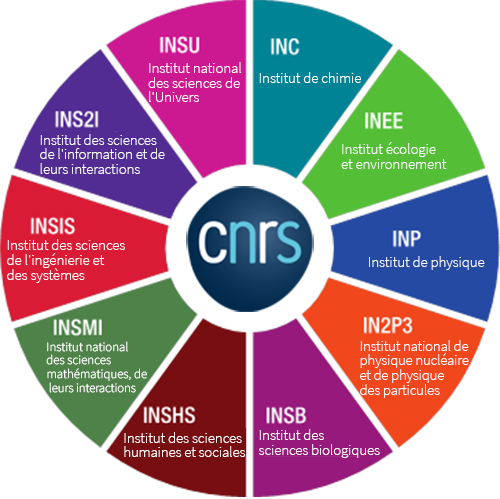 INSU
Institut national
des sciences de
l'Univers
INC
Institut de chimie
INEE
Institut écologie
et environnement
INP
Institut de physique
IN2P3
Institut national de
physique nucléaire
et de physique
des particules
INSB
Institut des
sciences biologiques
INSHS
Institut des sciences
humaines et sociales
INSMI
Institut national
des sciences
mathématiques, de
leurs interactions
INSIS
Institut des sciences
de l'ingénierie et
des systèmes
INS2I
Institut des sciences
de l'information et de
leurs interactions
cnrs